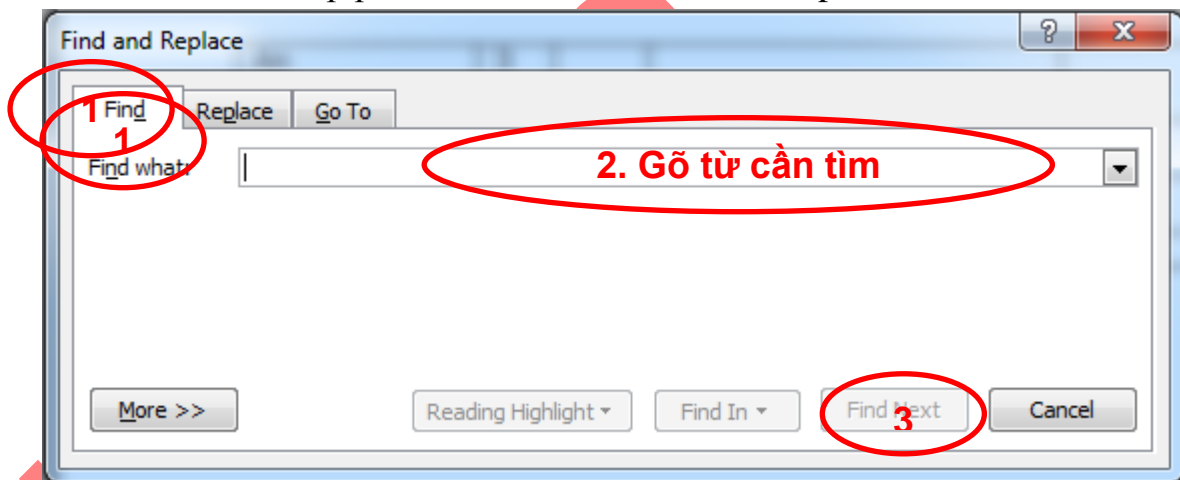 Find and Replace
1 Find Replace Go To
1
Find what: 2. Gõ từ cần tìm
More >> Reading Highlight Find In Find Next Cancel
3